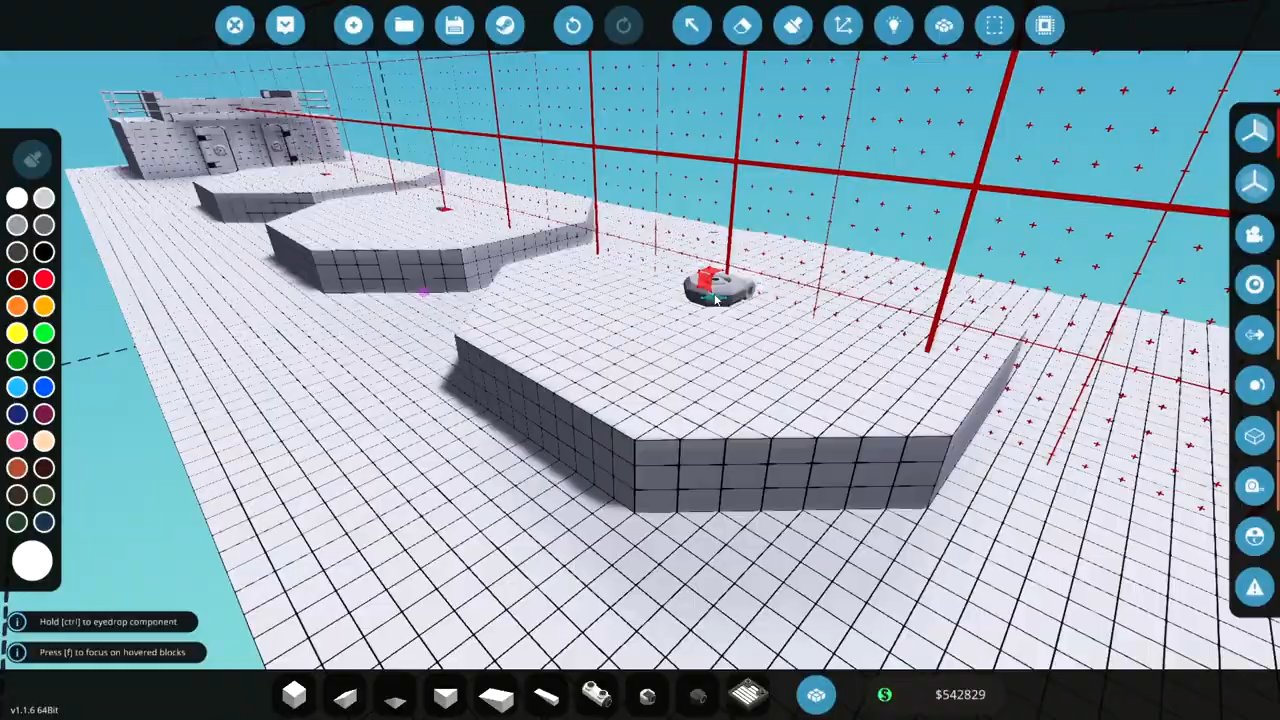 Hold [ctrl] to eyedrop component
Press [f] to focus on hovered blocks
v1.1.6 64Bit
$
$542829